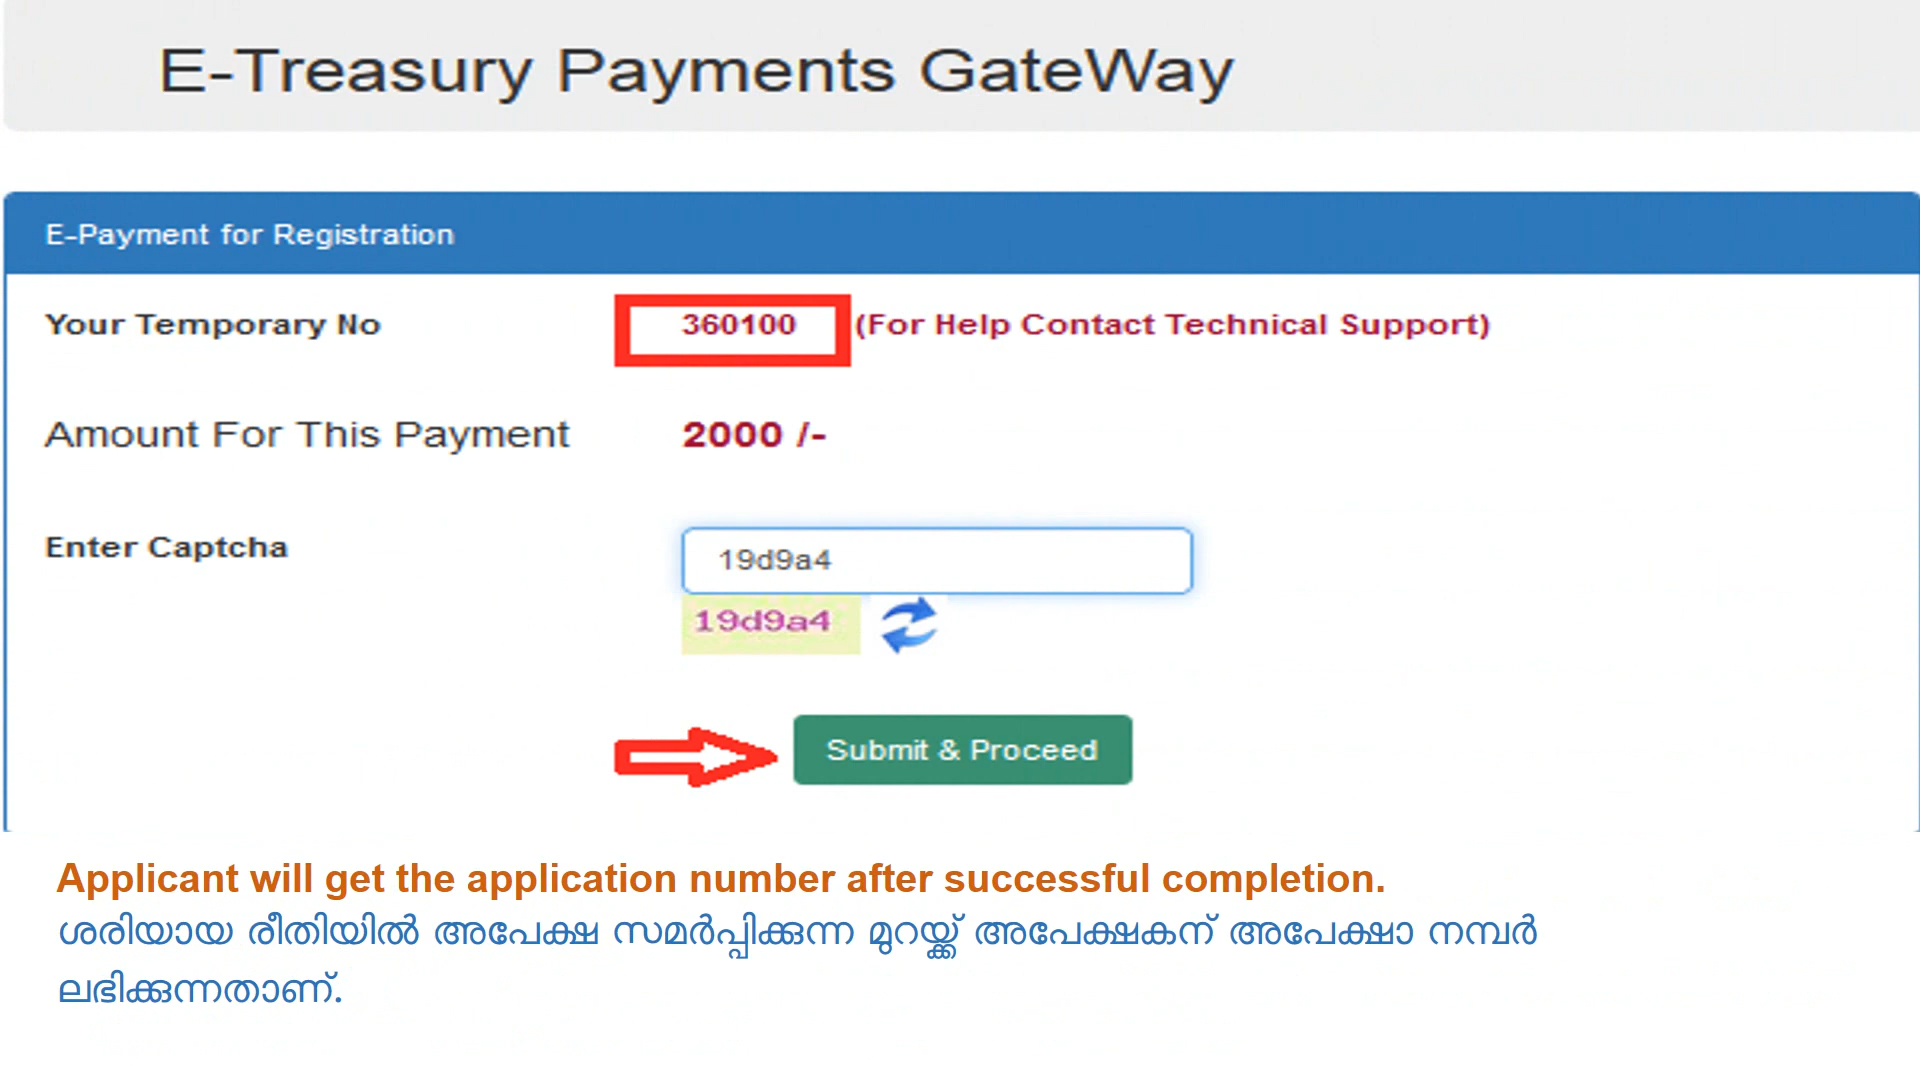 E-Treasury Payments GateWay
E-Payment for Registration
Your Temporary No 360100 (For Help Contact Technical Support)
Amount For This Payment 2000 /-
Enter Captcha 19d9a4
19d9a4
Submit & Proceed
Applicant will get the application number after successful completion.
ശരിയായ രീതിയിൽ അപേക്ഷ സമർപ്പിക്കുന്ന മുറയ്ക്ക് അപേക്ഷകന് അപേക്ഷാ നമ്പർ
ലഭിക്കുന്നതാണ്.